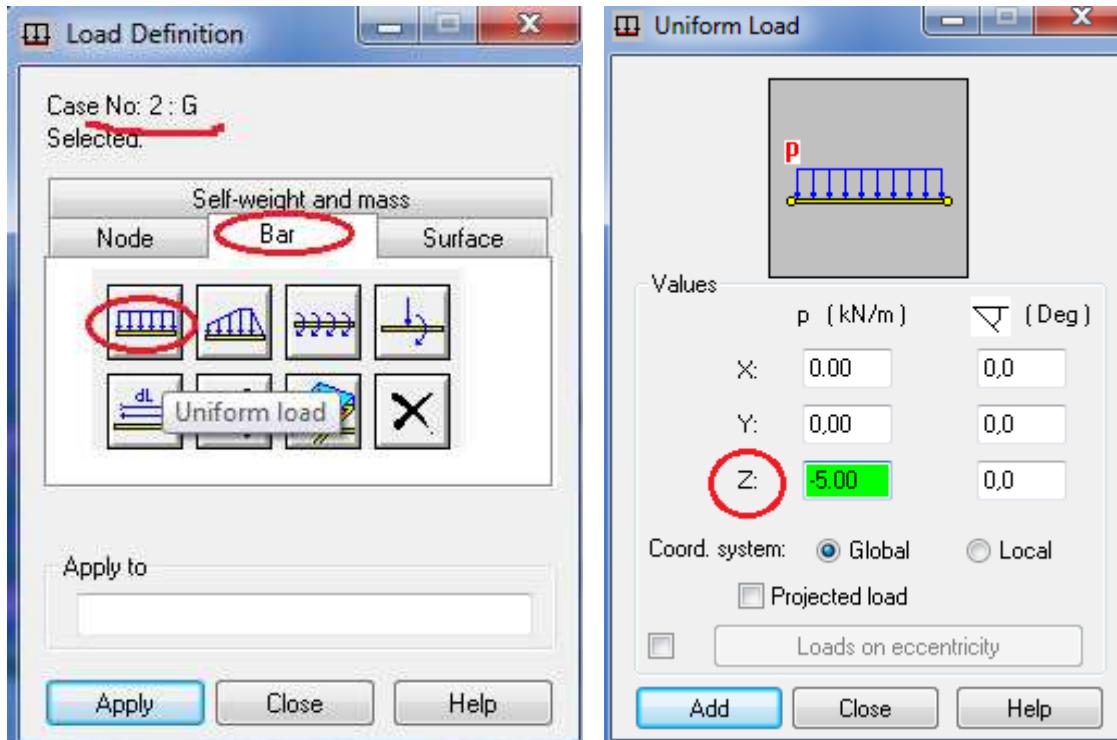 Load Definition
Case No: 2 : G
Selected:
Self-weight and mass
Node Bar Surface
dL
Uniform load
Apply to
Apply Close Help
Uniform Load
p
Values
p (kN/m) (Deg)
X: 0.00 0,0
Y: 0,00 0,0
Z: -5.00 0,0
Coord. system: Global Local
Projected load
Loads on eccentricity
Add Close Help